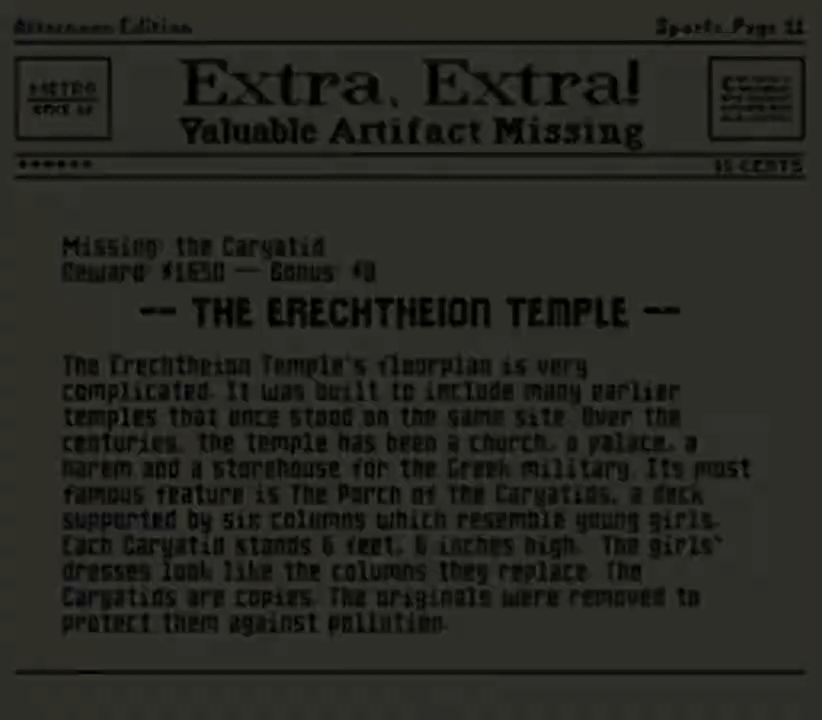 Afternoon Edition
Sports, Page 11
METRO
Extra, Extra!
Valuable Artifact Missing
Missing: the Caryatid
Reward: $1650 — Bonus: $0
-- THE ERECHTHEION TEMPLE --
The Erechtheion Temple's floorplan is very
complicated. It was built to include many earlier
temples that once stood on the same site. Over the
centuries, the temple has been a church, a palace, a
harem and a storehouse for the Greek military. Its most
famous feature is The Porch of the Caryatids, a deck
supported by six columns which resemble young girls.
Each Caryatid stands 6 feet, 6 inches high. The girls'
dresses look like the columns they replace. The
Caryatids are copies. The originals were removed to
protect them against pollution.